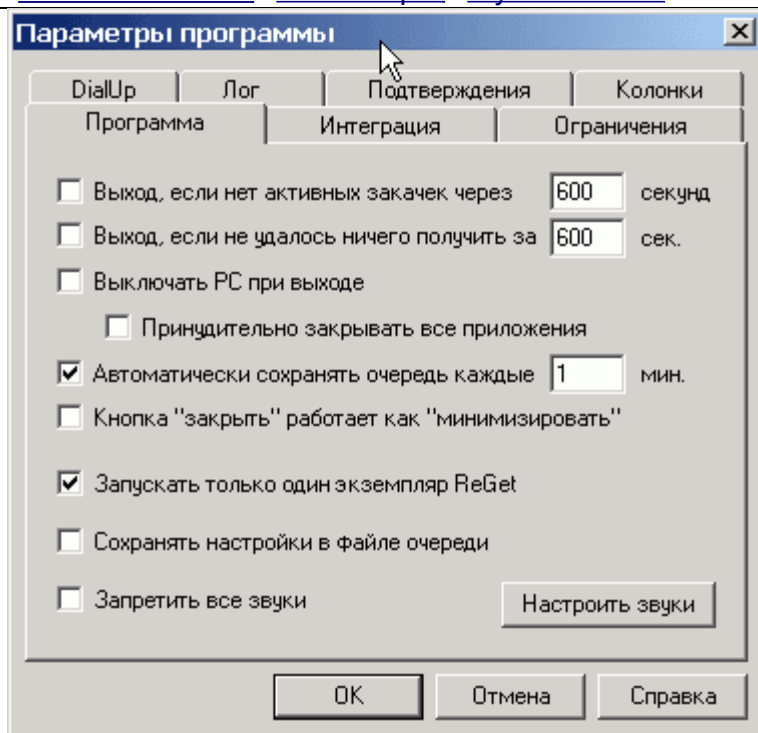 Параметры программы
DialUp Лог Подтверждения Колонки
Программа Интеграция Ограничения
Выход, если нет активных закачек через 600 секунд
Выход, если не удалось ничего получить за 600 сек.
Выключать PC при выходе
Принудительно закрывать все приложения
Автоматически сохранять очередь каждые 1 мин.
Кнопка "закрыть" работает как "минимизировать"
Запускать только один экземпляр ReGet
Сохранять настройки в файле очереди
Запретить все звуки Настроить звуки
OK Отмена Справка